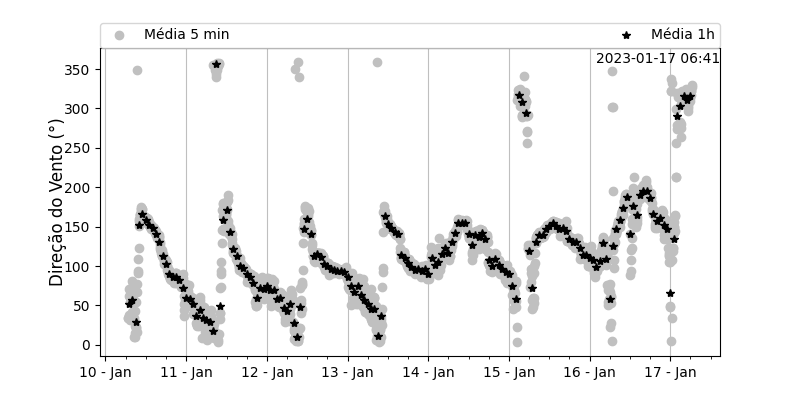 Média 5 min
Média 1h
2023-01-17 06:41
Direção do Vento (°)
350
300
250
200
150
100
50
0
10 - Jan
11 - Jan
12 - Jan
13 - Jan
14 - Jan
15 - Jan
16 - Jan
17 - Jan